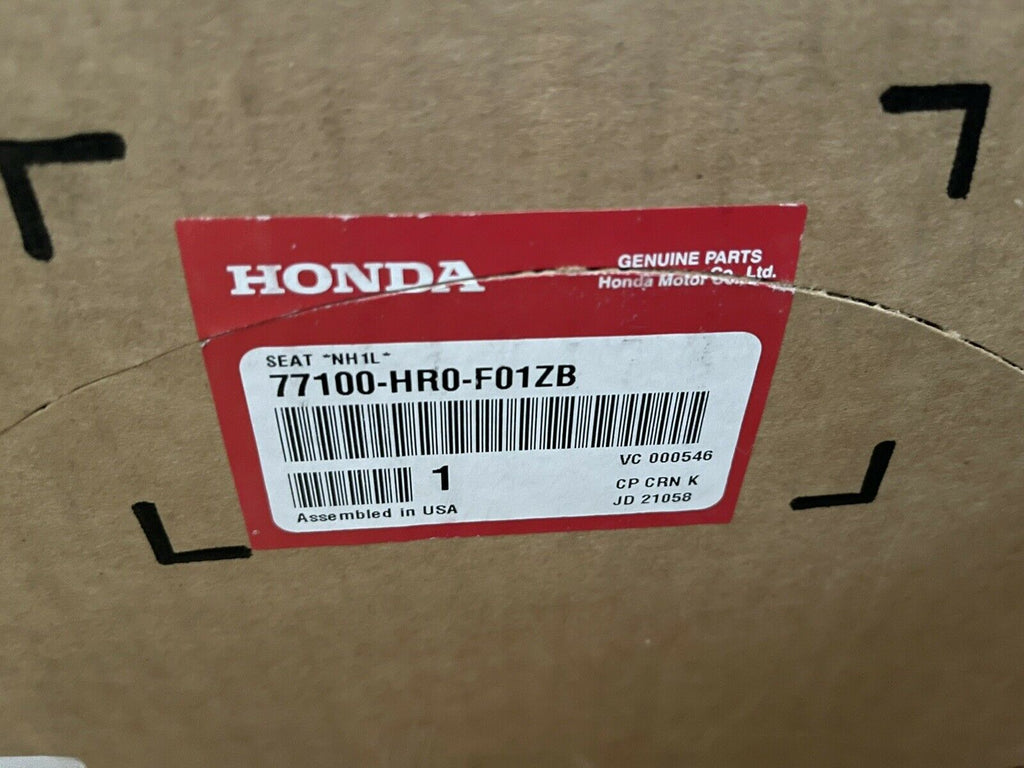 HONDA
GENUINE PARTS
Honda Motor Co., Ltd.
SEAT *NH1L*
77100-HR0-F01ZB
VC 000546
1
CP CRN K
JD 21058
Assembled in USA